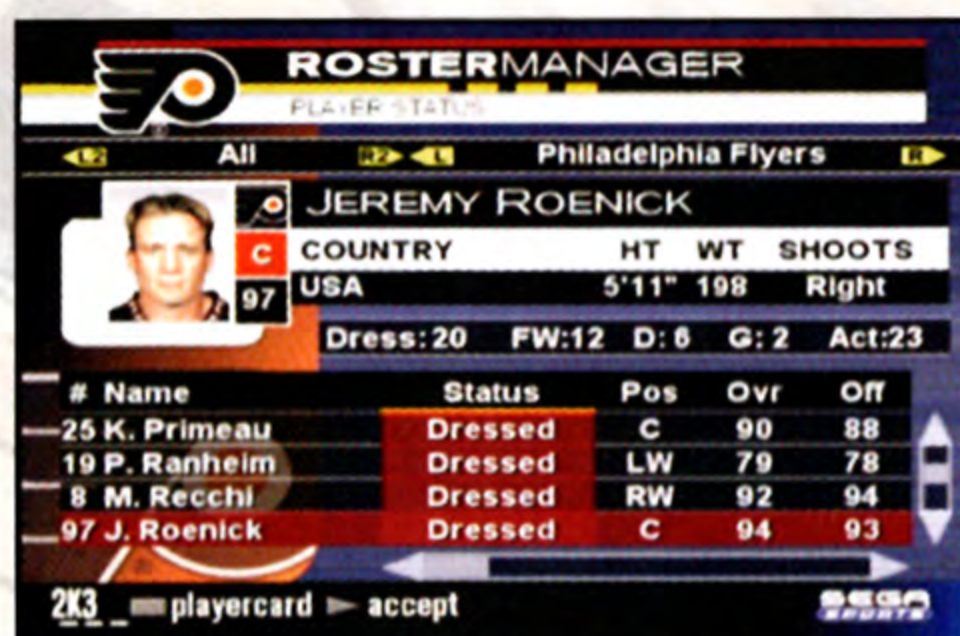 ROSTERMANAGER
PLAYER STATUS
L2 All R2 L Philadelphia Flyers R
JEREMY ROENICK
C COUNTRY HT WT SHOOTS
97 USA 5'11" 198 Right
Dress:20 FW:12 D:6 G:2 Act:23
# Name Status Pos Ovr Off
25 K. Primeau Dressed C 90 88
19 P. Ranheim Dressed LW 79 78
8 M. Recchi Dressed RW 92 94
97 J. Roenick Dressed C 94 93
2K3 playercard accept SEGA SPORTS